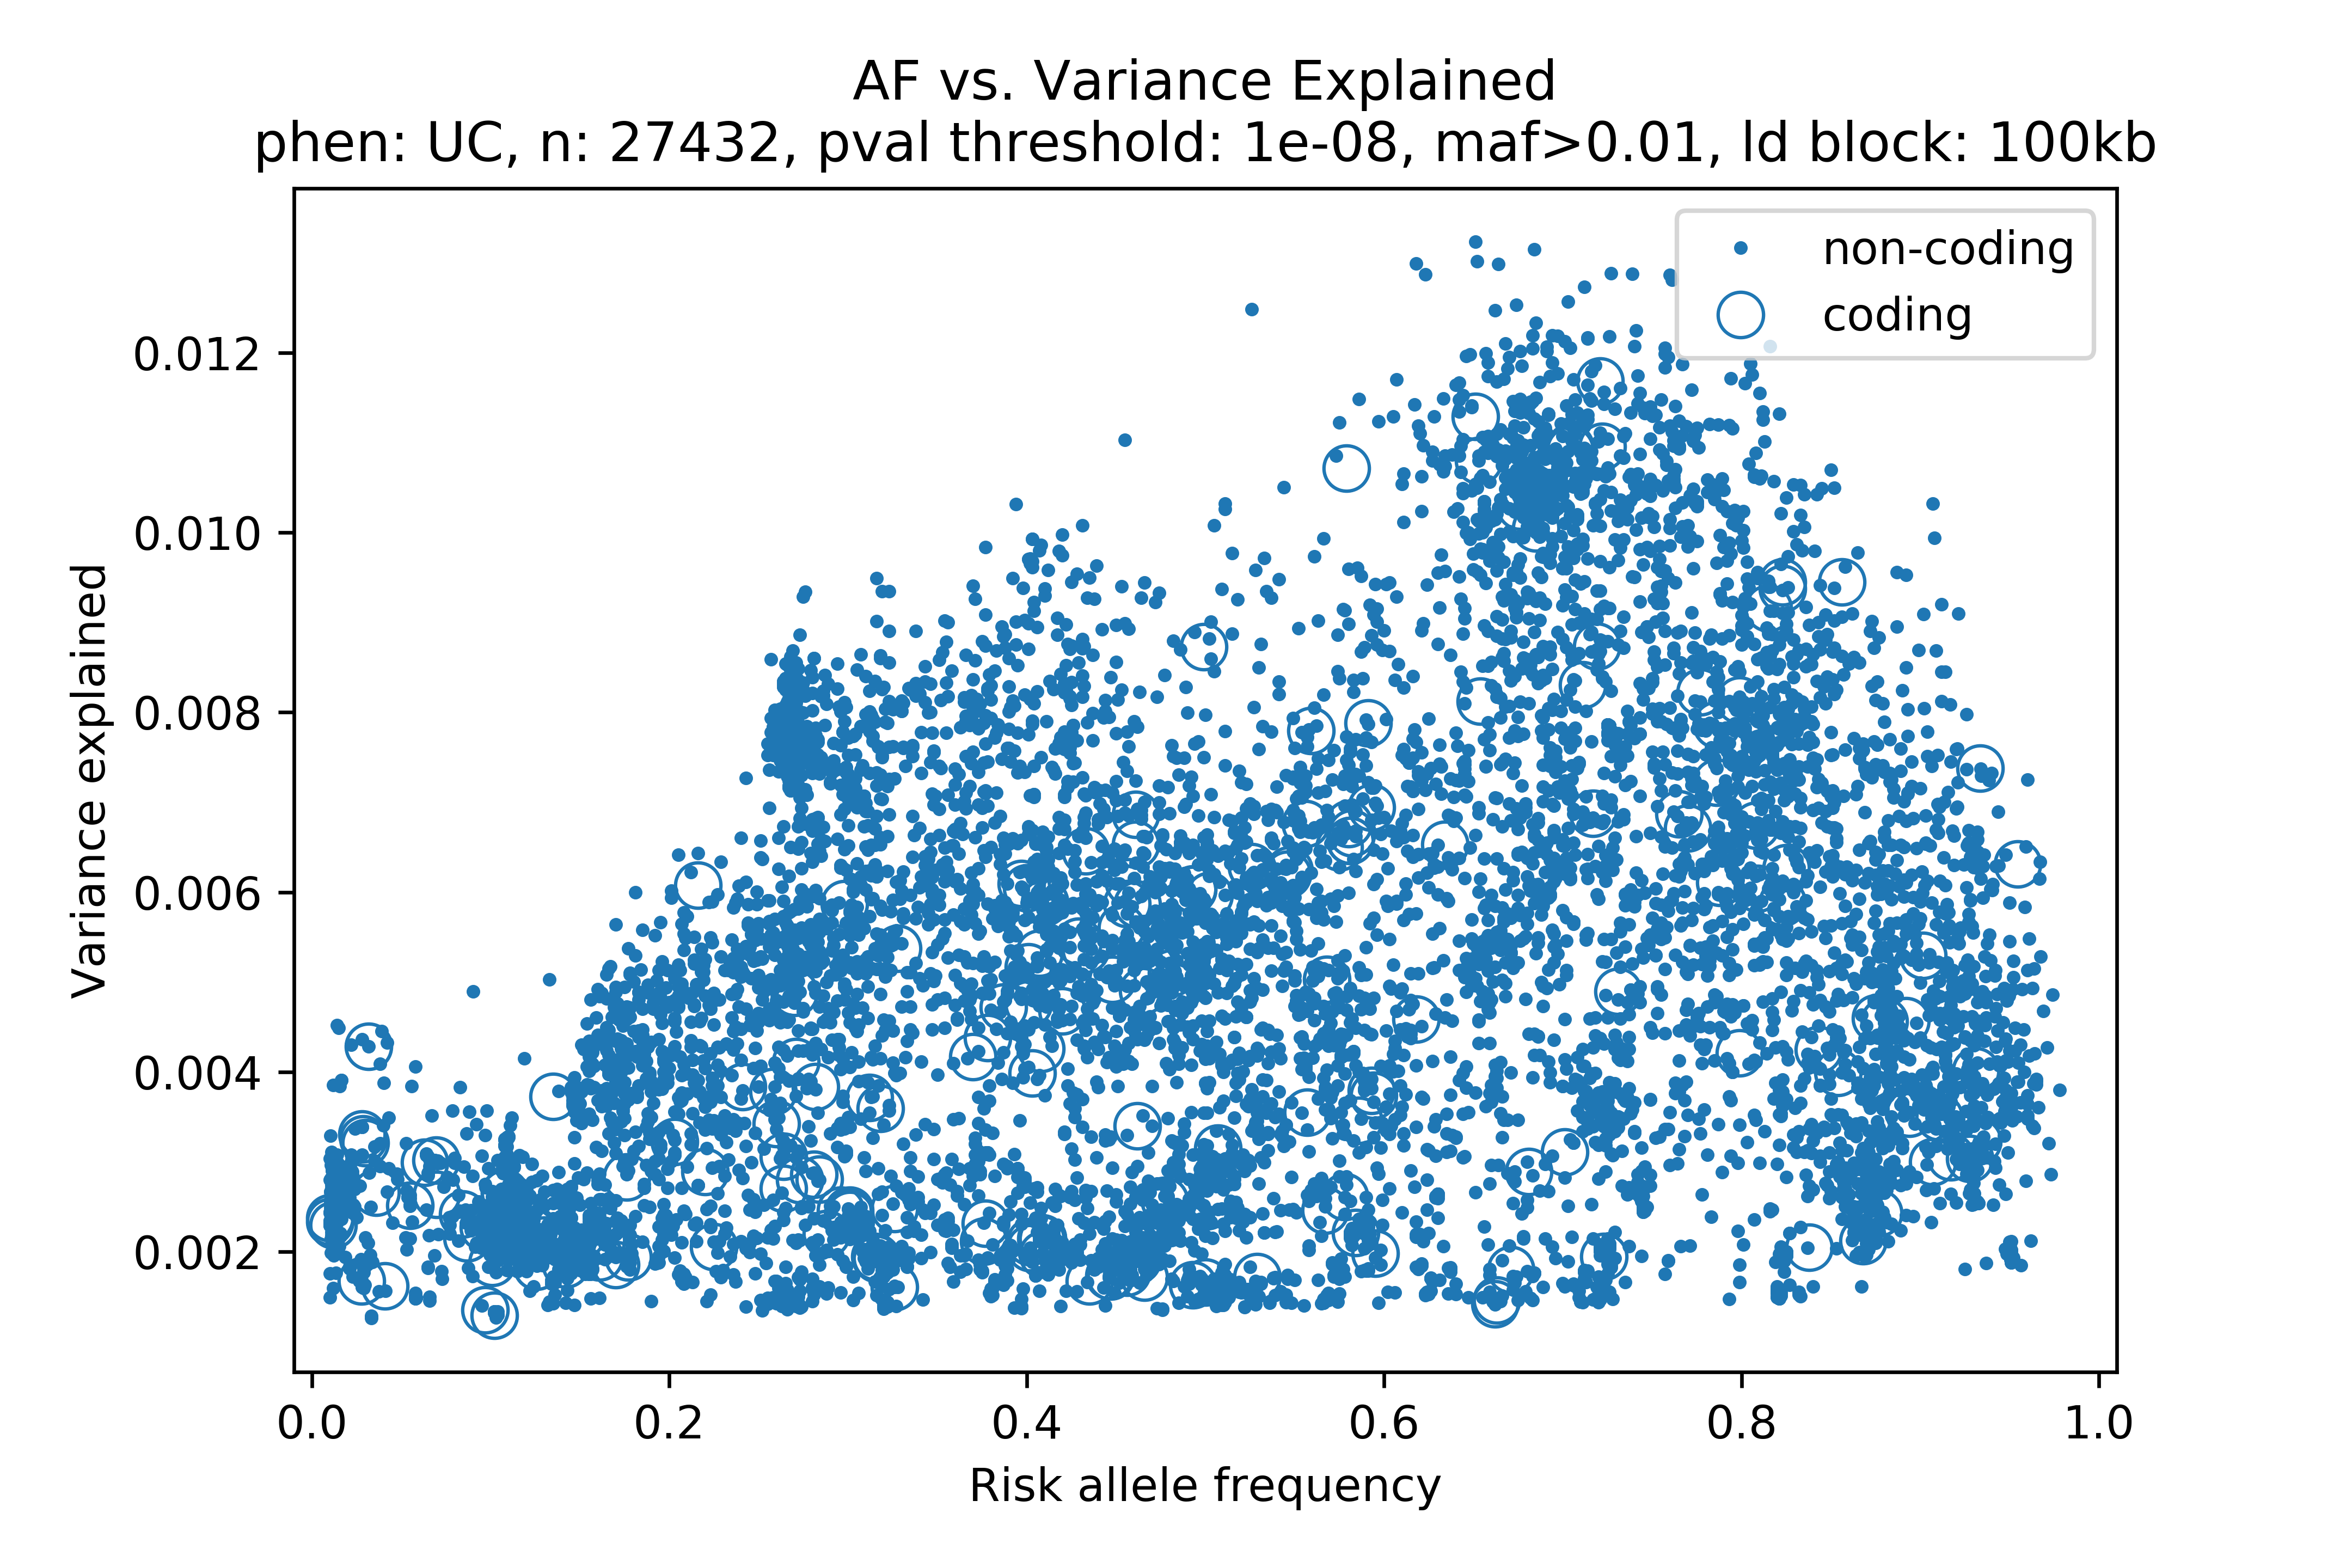 AF vs. Variance Explained
phen: UC, n: 27432, pval threshold: 1e-08, maf>0.01, ld block: 100kb
non-coding
coding
0.012
0.010
0.008
0.006
0.004
0.002
Variance explained
0.0 0.2 0.4 0.6 0.8 1.0
Risk allele frequency